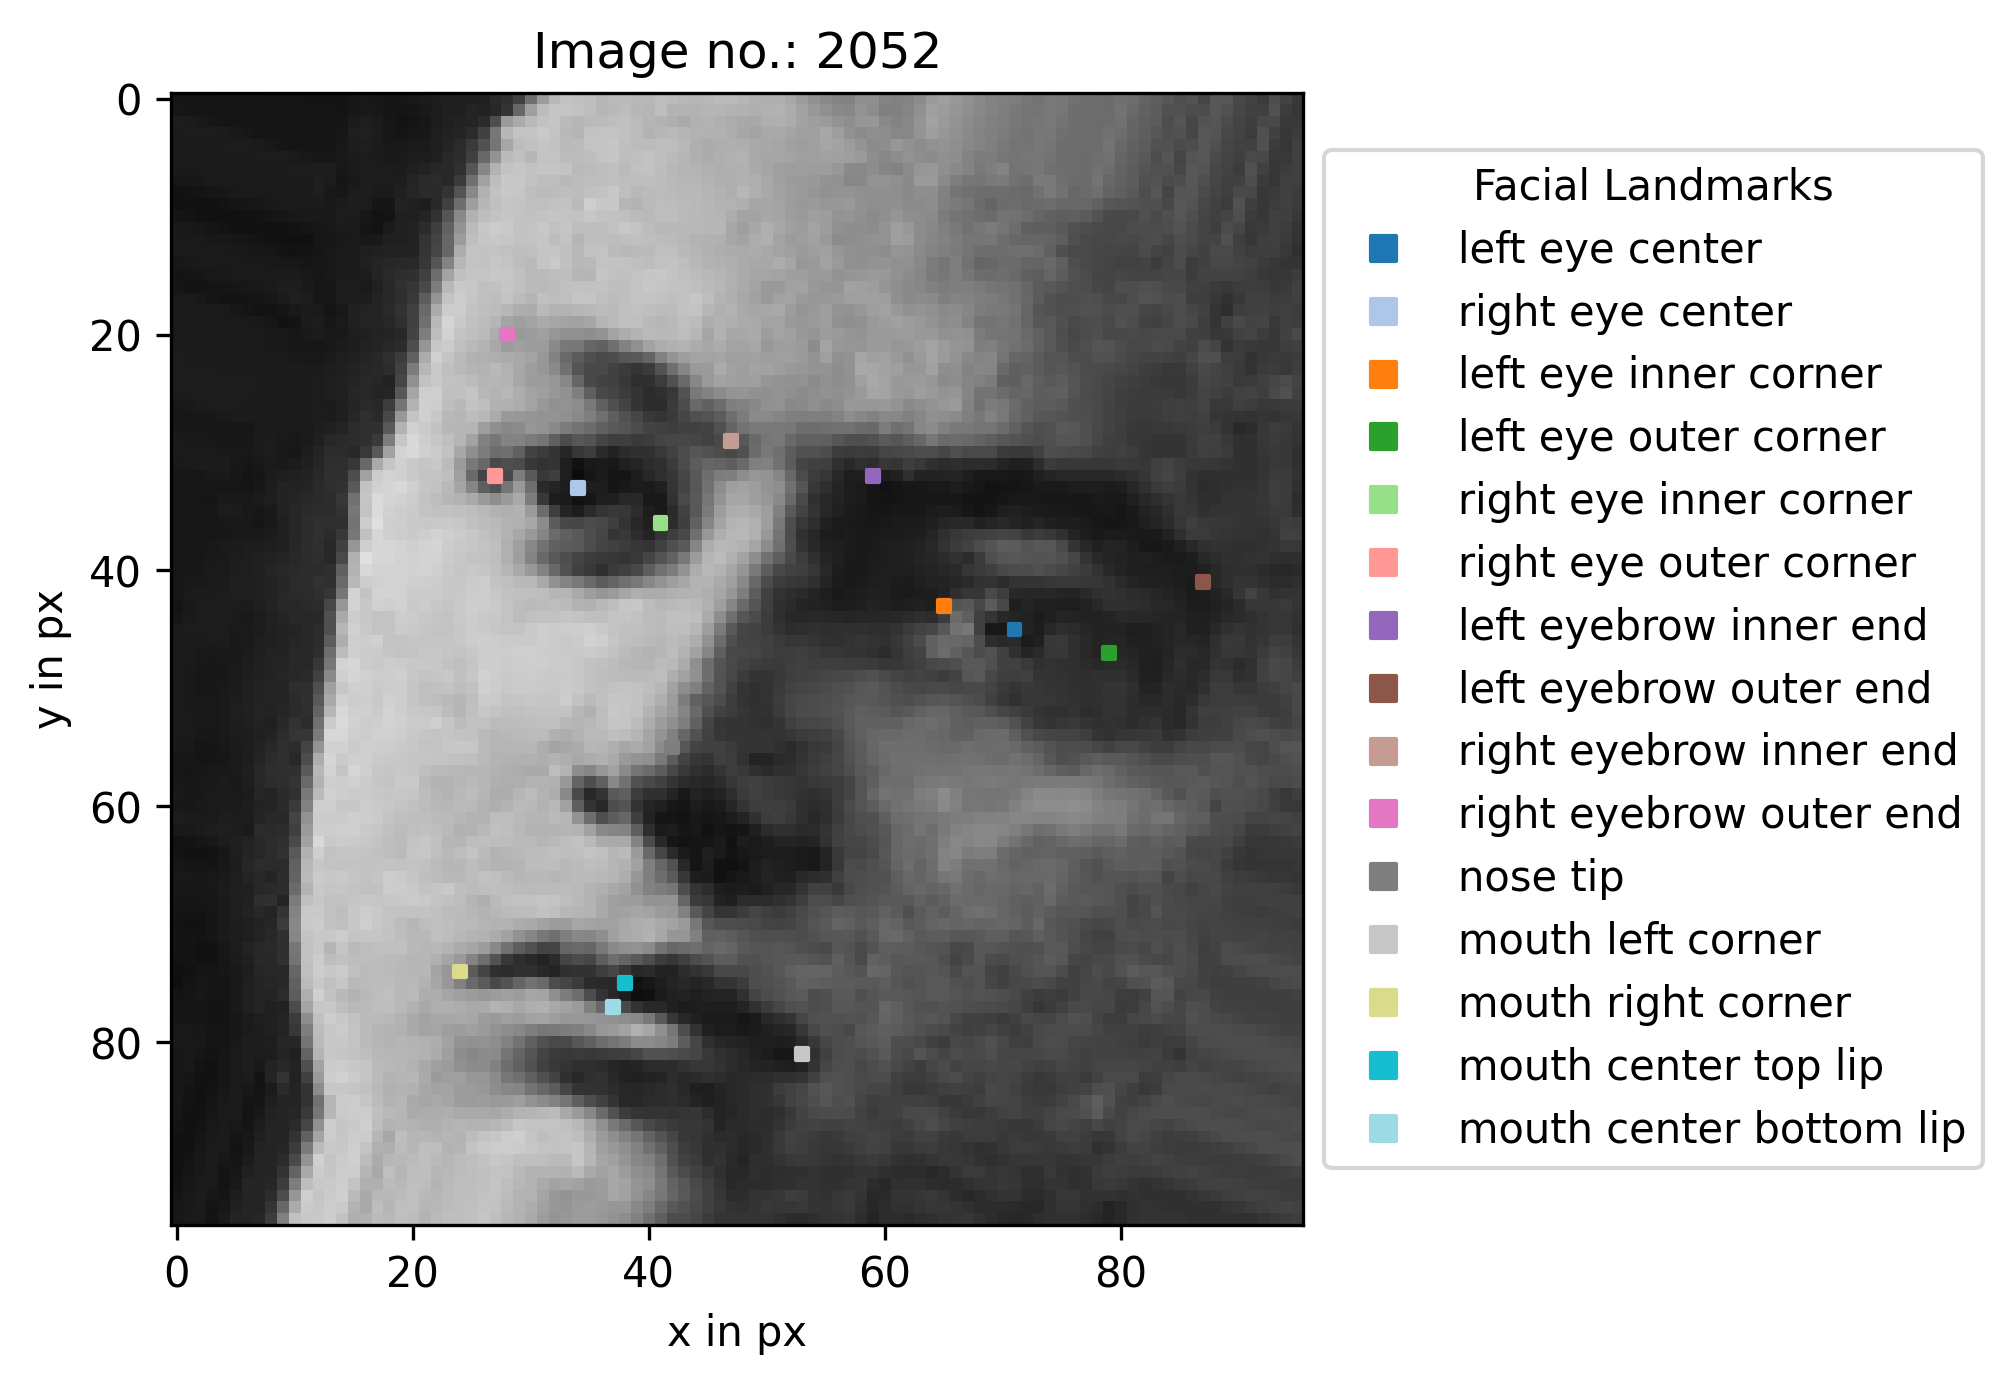 Image no.: 2052
0
20
40
60
80
y in px
0 20 40 60 80
x in px
Facial Landmarks
left eye center
right eye center
left eye inner corner
left eye outer corner
right eye inner corner
right eye outer corner
left eyebrow inner end
left eyebrow outer end
right eyebrow inner end
right eyebrow outer end
nose tip
mouth left corner
mouth right corner
mouth center top lip
mouth center bottom lip